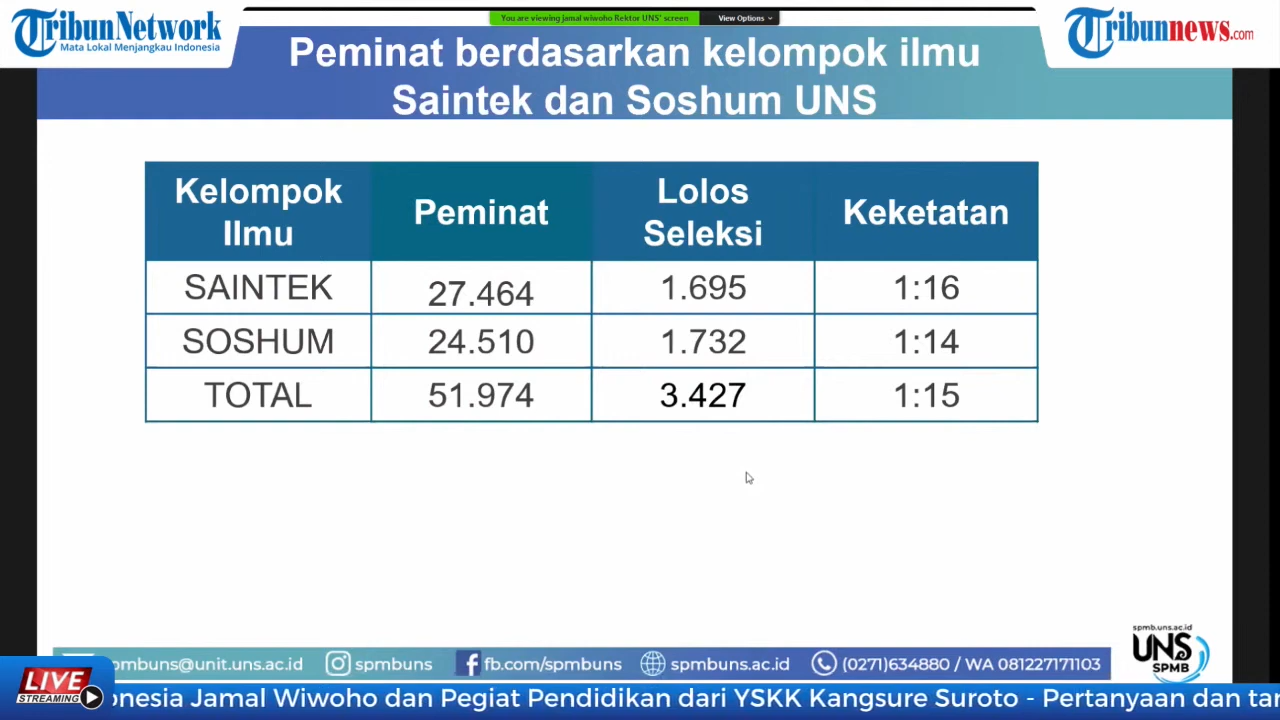 TribunNetwork
Mata Lokal Menjangkau Indonesia
You are viewing jamal wiwoho Rektor UNS' screen
View Options
Tribunnews.com
Peminat berdasarkan kelompok ilmu
Saintek dan Soshum UNS
Kelompok Ilmu Peminat Lolos Seleksi Keketatan
SAINTEK 27.464 1.695 1:16
SOSHUM 24.510 1.732 1:14
TOTAL 51.974 3.427 1:15
spmb.uns.ac.id
UNS
SPMB
pmbuns@unit.uns.ac.id spmbuns fb.com/spmbuns spmbuns.ac.id (0271)634880 / WA 081227171103
LIVE
STREAMING
onesia Jamal Wiwoho dan Pegiat Pendidikan dari YSKK Kangsure Suroto - Pertanyaan dan tan